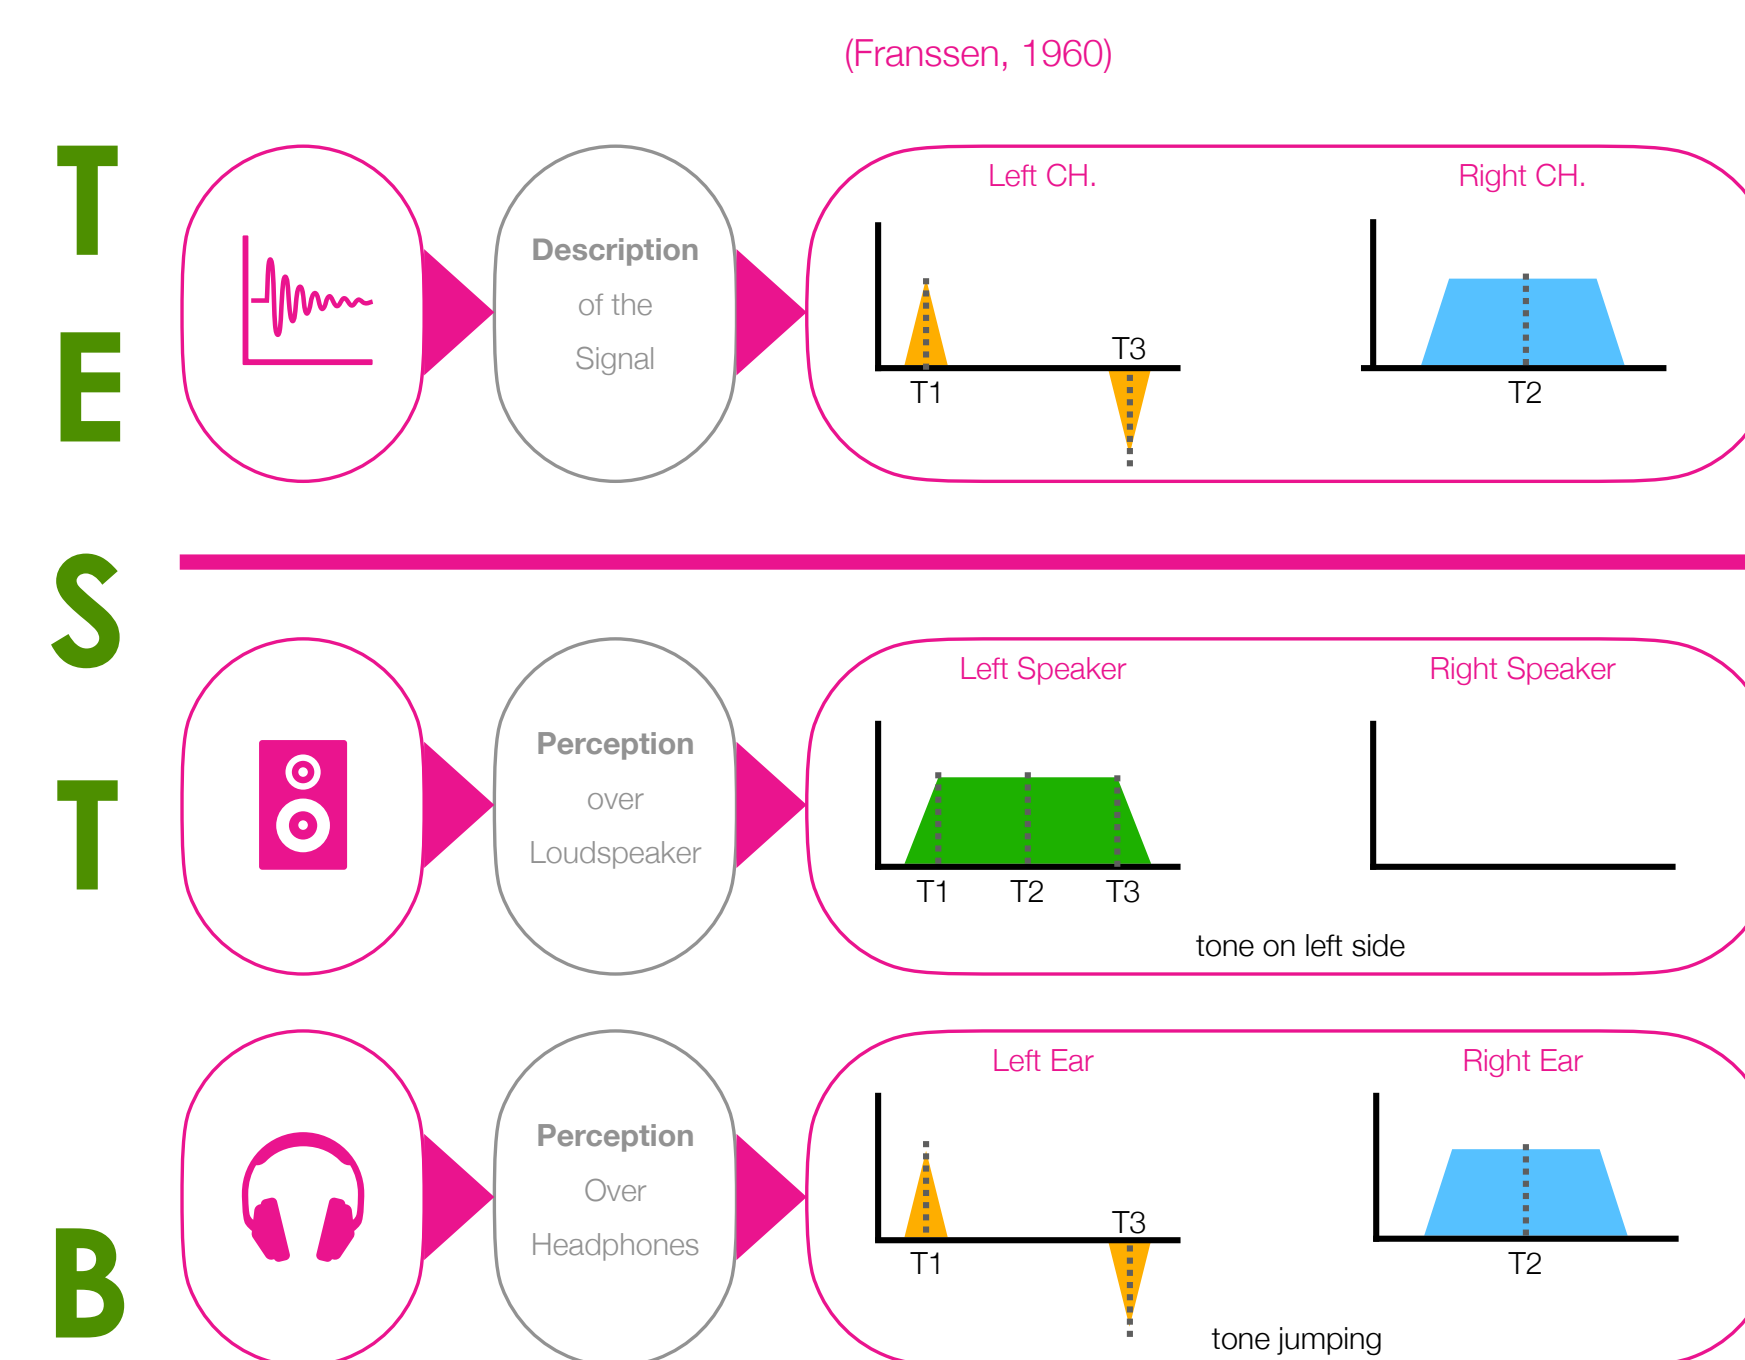 (Franssen, 1960)
TEST B
Description
of the
Signal
Left CH.
T1
T3
Right CH.
T2
Perception
over
Loudspeaker
Left Speaker
T1 T2 T3
Right Speaker
tone on left side
Perception
Over
Headphones
Left Ear
T1
T3
Right Ear
T2
tone jumping